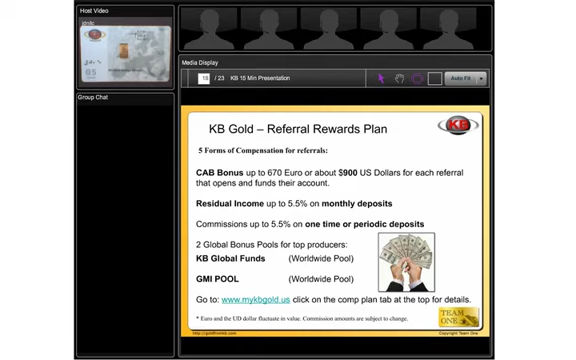 Host Video
jdnllc
Group Chat
Media Display
18 / 23 KB 15 Min Presentation
Auto Fit
KB Gold – Referral Rewards Plan
KB
5 Forms of Compensation for referrals:
CAB Bonus up to 670 Euro or about $900 US Dollars for each referral
that opens and funds their account.
Residual Income up to 5.5% on monthly deposits
Commissions up to 5.5% on one time or periodic deposits
2 Global Bonus Pools for top producers:
KB Global Funds (Worldwide Pool)
GMI POOL (Worldwide Pool)
Go to: www.mykbgold.us click on the comp plan tab at the top for details.
TEAM
ONE
* Euro and the UD dollar fluctuate in value. Commission amounts are subject to change.
Copyright Team One